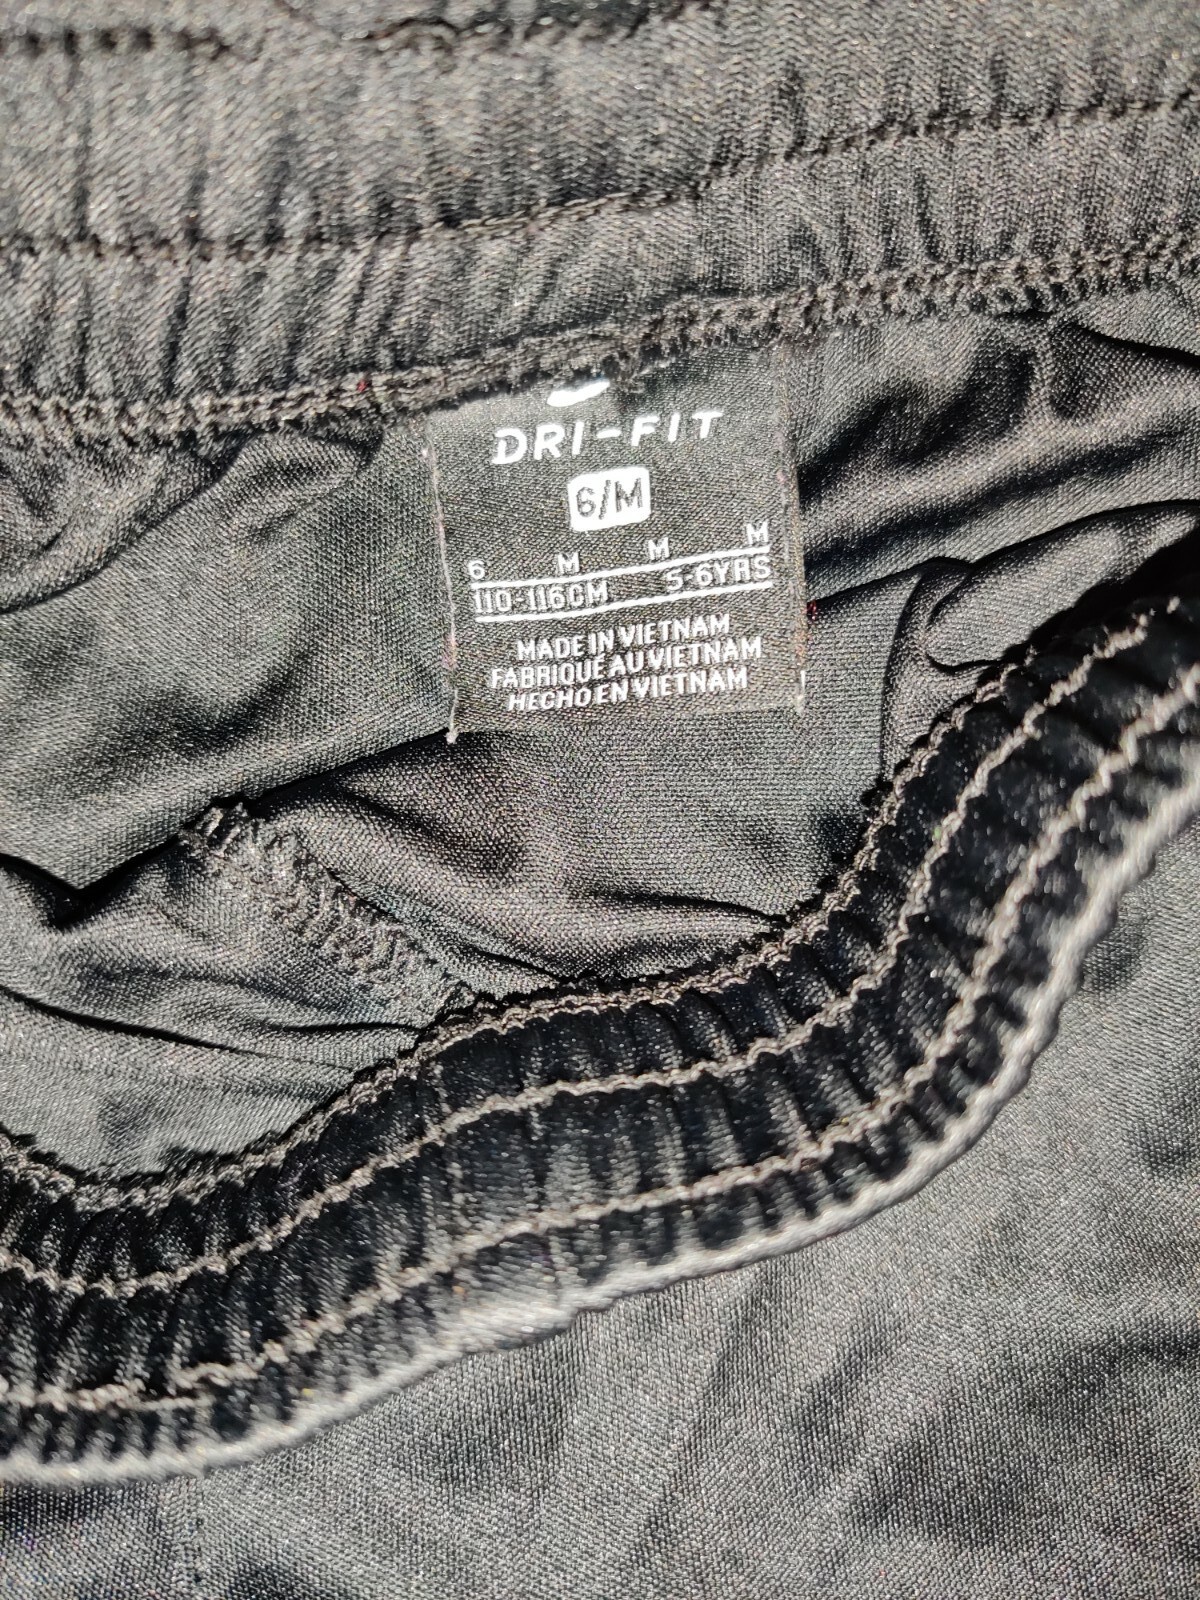 DRI-FIT
6/M
6 M M M
110-116CM 5-6YRS
MADE IN VIETNAM
FABRIQUÉ AU VIETNAM
HECHO EN VIETNAM